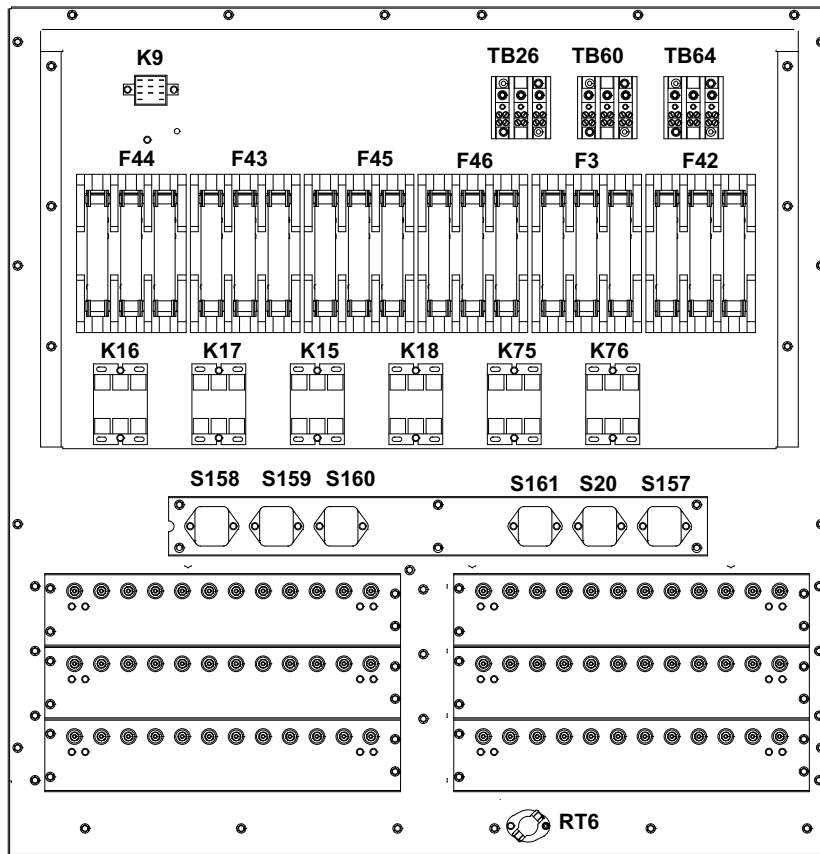 K9 TB26 TB60 TB64
F44 F43 F45 F46 F3 F42
K16 K17 K15 K18 K75 K76
S158 S159 S160 S161 S20 S157
RT6